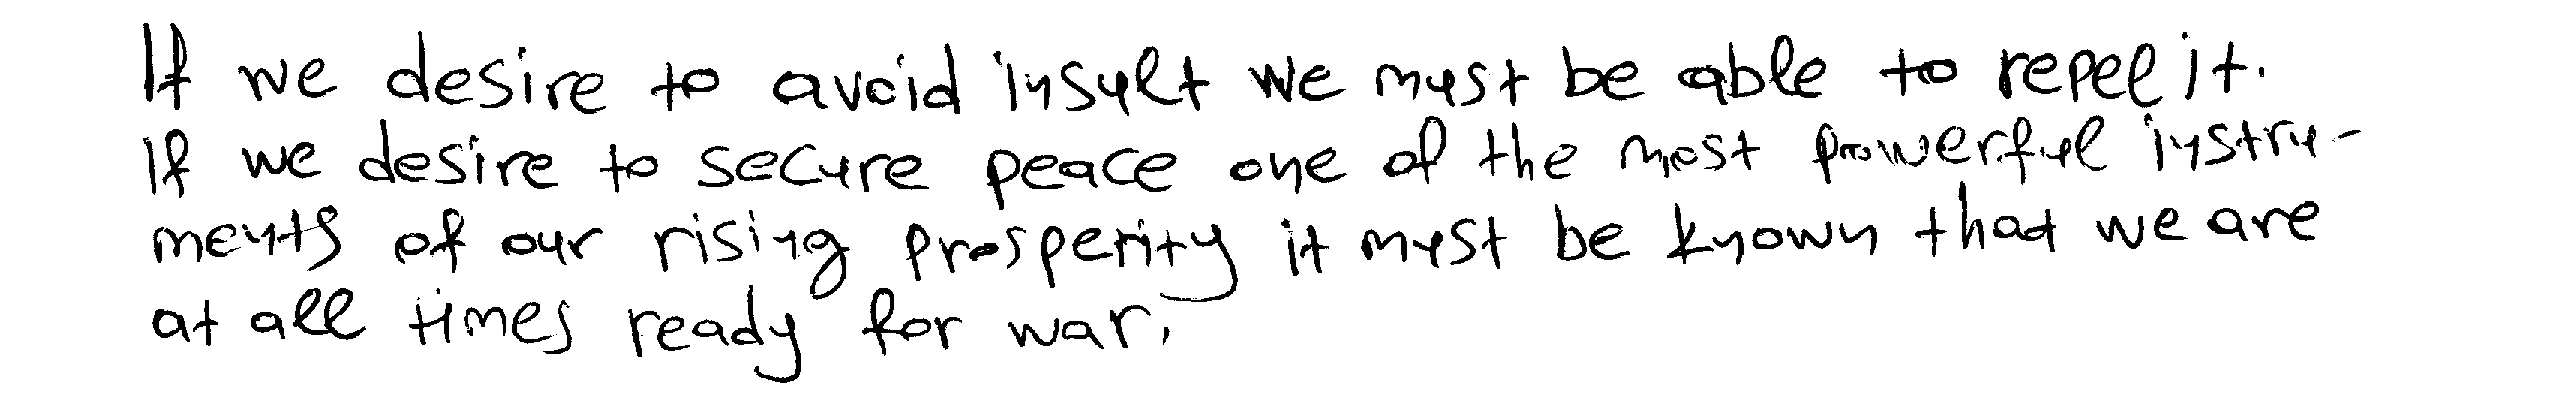 If we desire to avoid insult we must be able to repel it.
If we desire to secure peace one of the most powerful instru-
ments of our rising prosperity it must be known that we are
at all times ready for war.